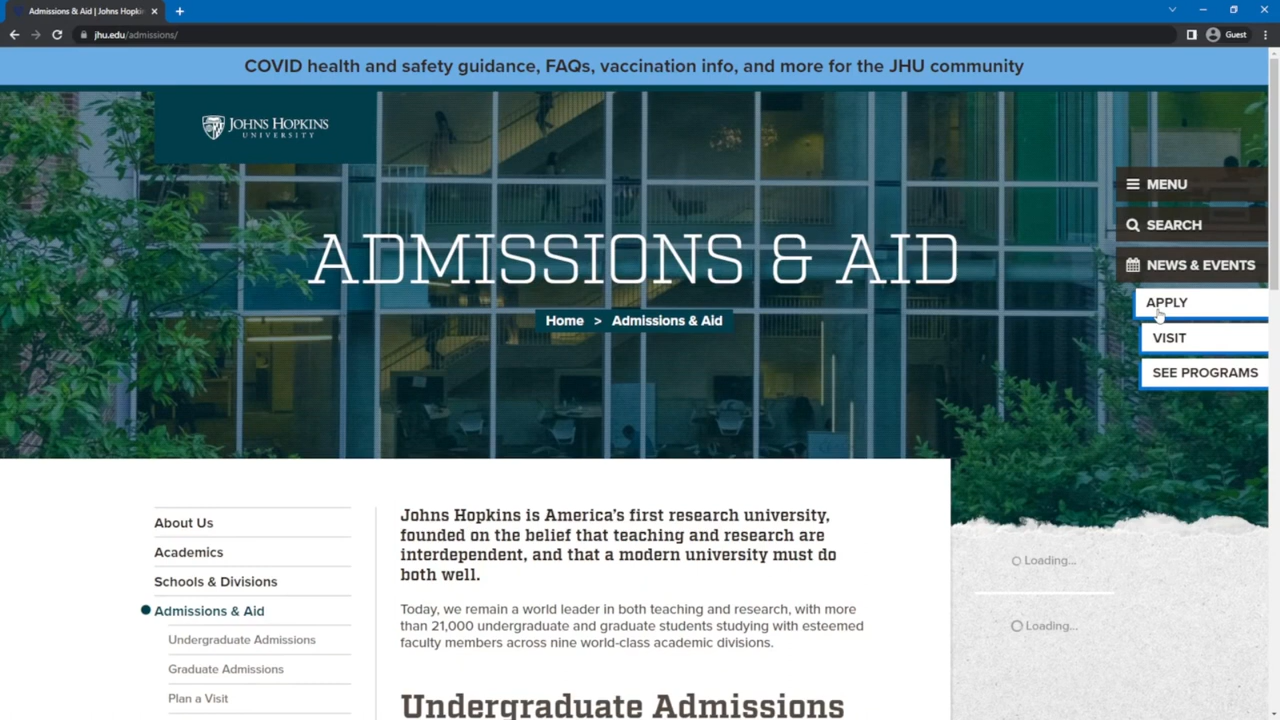 Admissions & Aid | Johns Hopki
jhu.edu/admissions/
Guest
COVID health and safety guidance, FAQs, vaccination info, and more for the JHU community
JOHNS HOPKINS
UNIVERSITY
MENU
SEARCH
NEWS & EVENTS
APPLY
VISIT
SEE PROGRAMS
ADMISSIONS & AID
Home > Admissions & Aid
About Us
Academics
Schools & Divisions
Admissions & Aid
Undergraduate Admissions
Graduate Admissions
Plan a Visit
Johns Hopkins is America's first research university,
founded on the belief that teaching and research are
interdependent, and that a modern university must do
both well.
Today, we remain a world leader in both teaching and research, with more
than 21,000 undergraduate and graduate students studying with esteemed
faculty members across nine world-class academic divisions.
Undergraduate Admissions
Loading...
Loading...